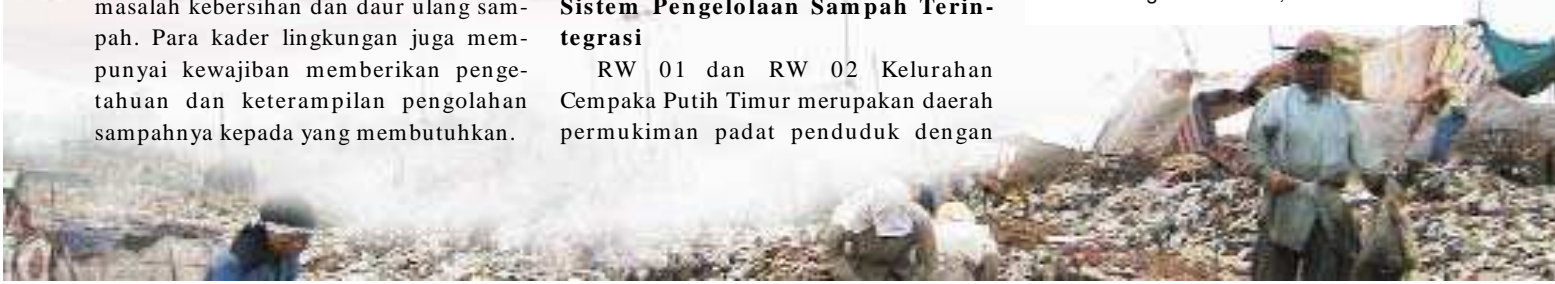 masalah kebersihan dan daur ulang sam-
pah. Para kader lingkungan juga mem-
punyai kewajiban memberikan penge-
tahuan dan keterampilan pengolahan
sampahnya kepada yang membutuhkan.
Sistem Pengelolaan Sampah Terin-
tegrasi
RW 01 dan RW 02 Kelurahan
Cempaka Putih Timur merupakan daerah
permukiman padat penduduk dengan